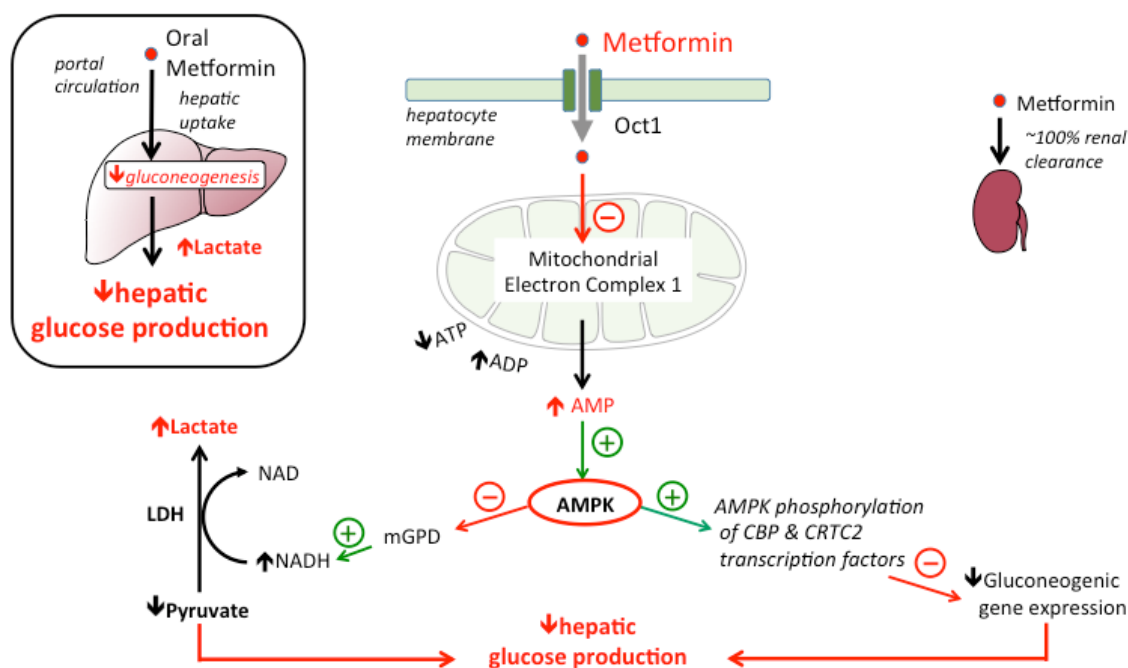 Oral
Metformin
portal
circulation
hepatic
uptake
gluconeogenesis
Lactate
hepatic
glucose production
Metformin
hepatocyte
membrane
Oct1
Metformin
~100% renal
clearance
Mitochondrial
Electron Complex 1
ATP
ADP
AMP
Lactate
NAD
LDH
NADH
Pyruvate
mGPD
AMPK
AMPK phosphorylation
of CBP & CRTC2
transcription factors
Gluconeogenic
gene expression
hepatic
glucose production